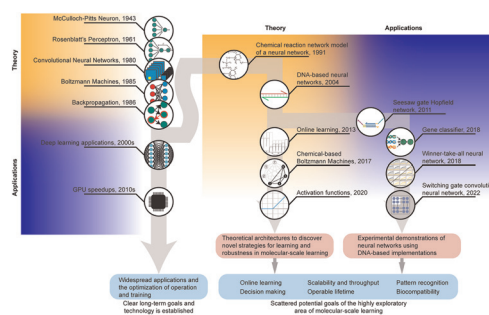 Theory
Applications
McCulloch-Pitts Neuron, 1943
Rosenblatt's Perceptron, 1961
Convolutional Neural Networks, 1980
Boltzmann Machines, 1985
Backpropagation, 1986
Deep learning applications, 2000s
GPU speedups, 2010s
Widespread applications and
the optimization of operation
and training
Clear long-term goals and
technology is established
Theory
Applications
Chemical reaction network model
of a neural network, 1991
DNA-based neural
networks, 2004
Online learning, 2013
Chemical-based
Boltzmann Machines, 2017
Activation functions, 2020
Seesaw gate Hopfield
network, 2011
Gene classifier, 2018
Winner-take-all neural
network, 2018
Switching gate convoluti
neural network, 2022
Theoretical architectures to discover
novel strategies for learning and
robustness in molecular-scale learning
Experimental demonstrations of
neural networks using
DNA-based implementations
Online learning
Decision making
Scalability and throughput
Operable lifetime
Pattern recognition
Biocompatibility
Scattered potential goals of the highly exploratory
area of molecular-scale learning